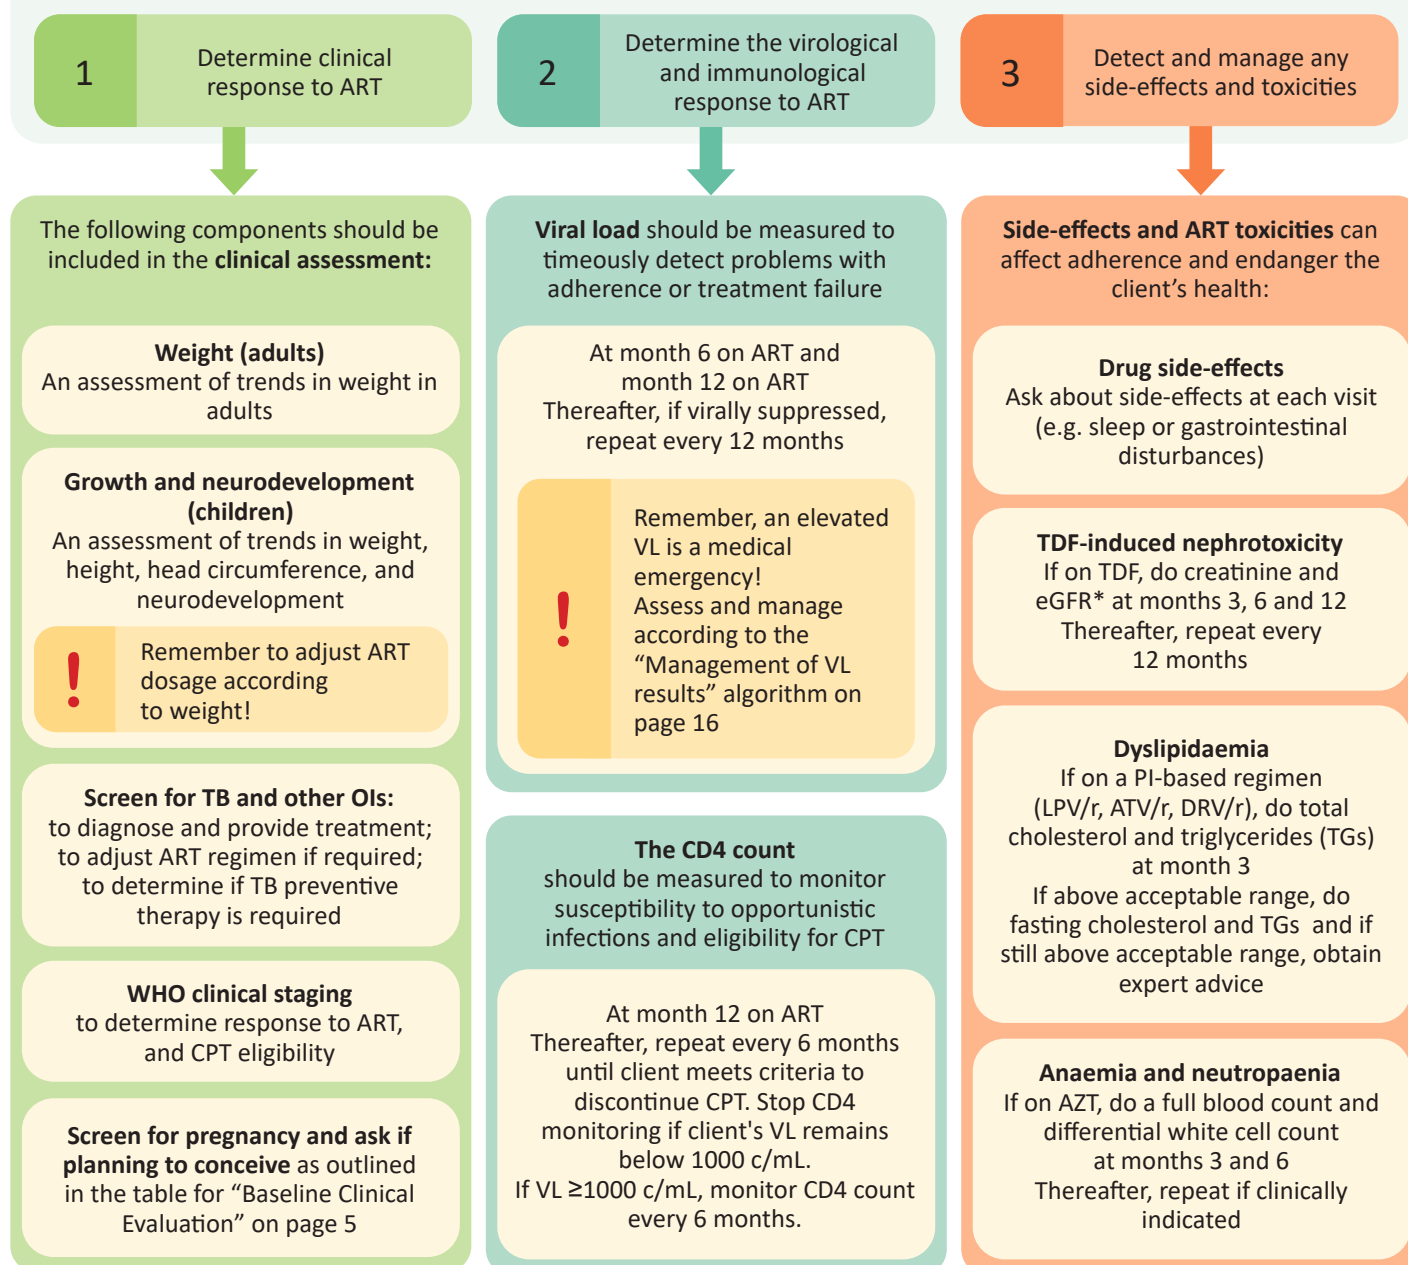 1
Determine clinical
response to ART
2
Determine the virological
and immunological
response to ART
3
Detect and manage any
side-effects and toxicities
The following components should be
included in the clinical assessment:
Weight (adults)
An assessment of trends in weight in
adults
Growth and neurodevelopment
(children)
An assessment of trends in weight,
height, head circumference, and
neurodevelopment
!
Remember to adjust ART
dosage according
to weight!
Screen for TB and other OIs:
to diagnose and provide treatment;
to adjust ART regimen if required;
to determine if TB preventive
therapy is required
WHO clinical staging
to determine response to ART,
and CPT eligibility
Screen for pregnancy and ask if
planning to conceive as outlined
in the table for “Baseline Clinical
Evaluation” on page 5
Viral load should be measured to
timeously detect problems with
adherence or treatment failure
At month 6 on ART and
month 12 on ART
Thereafter, if virally suppressed,
repeat every 12 months
!
Remember, an elevated
VL is a medical
emergency!
Assess and manage
according to the
“Management of VL
results” algorithm on
page 16
The CD4 count
should be measured to monitor
susceptibility to opportunistic
infections and eligibility for CPT
At month 12 on ART
Thereafter, repeat every 6 months
until client meets criteria to
discontinue CPT. Stop CD4
monitoring if client's VL remains
below 1000 c/mL.
If VL ≥1000 c/mL, monitor CD4 count
every 6 months.
Side-effects and ART toxicities can
affect adherence and endanger the
client’s health:
Drug side-effects
Ask about side-effects at each visit
(e.g. sleep or gastrointestinal
disturbances)
TDF-induced nephrotoxicity
If on TDF, do creatinine and
eGFR* at months 3, 6 and 12
Thereafter, repeat every
12 months
Dyslipidaemia
If on a PI-based regimen
(LPV/r, ATV/r, DRV/r), do total
cholesterol and triglycerides (TGs)
at month 3
If above acceptable range, do
fasting cholesterol and TGs and if
still above acceptable range, obtain
expert advice
Anaemia and neutropaenia
If on AZT, do a full blood count and
differential white cell count
at months 3 and 6
Thereafter, repeat if clinically
indicated